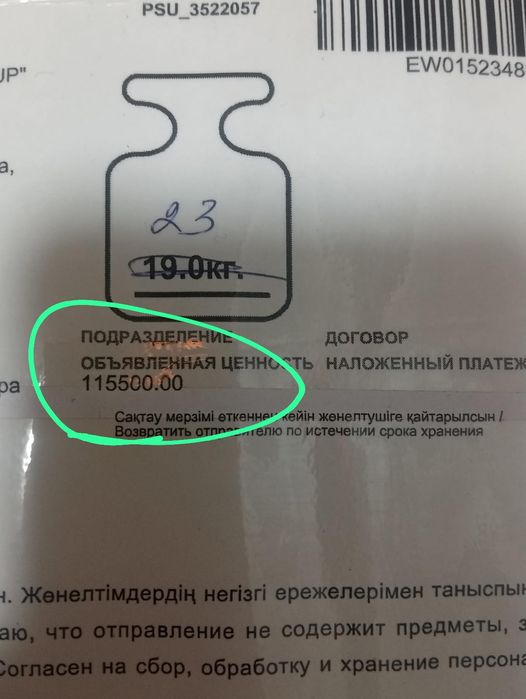 PSU_3522057
EW0152348
UP"
а,
23
19.0кг.
ПОДРАЗДЕЛЕНИЕ ДОГОВОР
ОБЪЯВЛЕННАЯ ЦЕННОСТЬ НАЛОЖЕННЫЙ ПЛАТЕЖ
ра 115500.00
Сақтау мерзімі өткеннен кейін жөнелтушіге қайтарылсын /
Возвратить отправителю по истечении срока хранения
н. Жөнелтімдердің негізгі ережелерімен таныспын
аю, что отправление не содержит предметы, з
Согласен на сбор, обработку и хранение персона